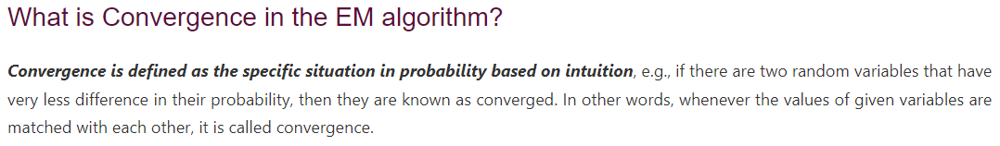 What is Convergence in the EM algorithm?
Convergence is defined as the specific situation in probability based on intuition, e.g., if there are two random variables that have
very less difference in their probability, then they are known as converged. In other words, whenever the values of given variables are
matched with each other, it is called convergence.